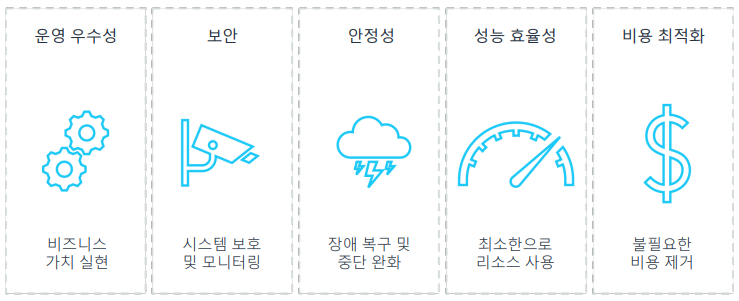 운영 우수성
보안
안정성
성능 효율성
비용 최적화
비즈니스
가치 실현
시스템 보호
및 모니터링
장애 복구 및
중단 완화
최소한으로
리소스 사용
불필요한
비용 제거